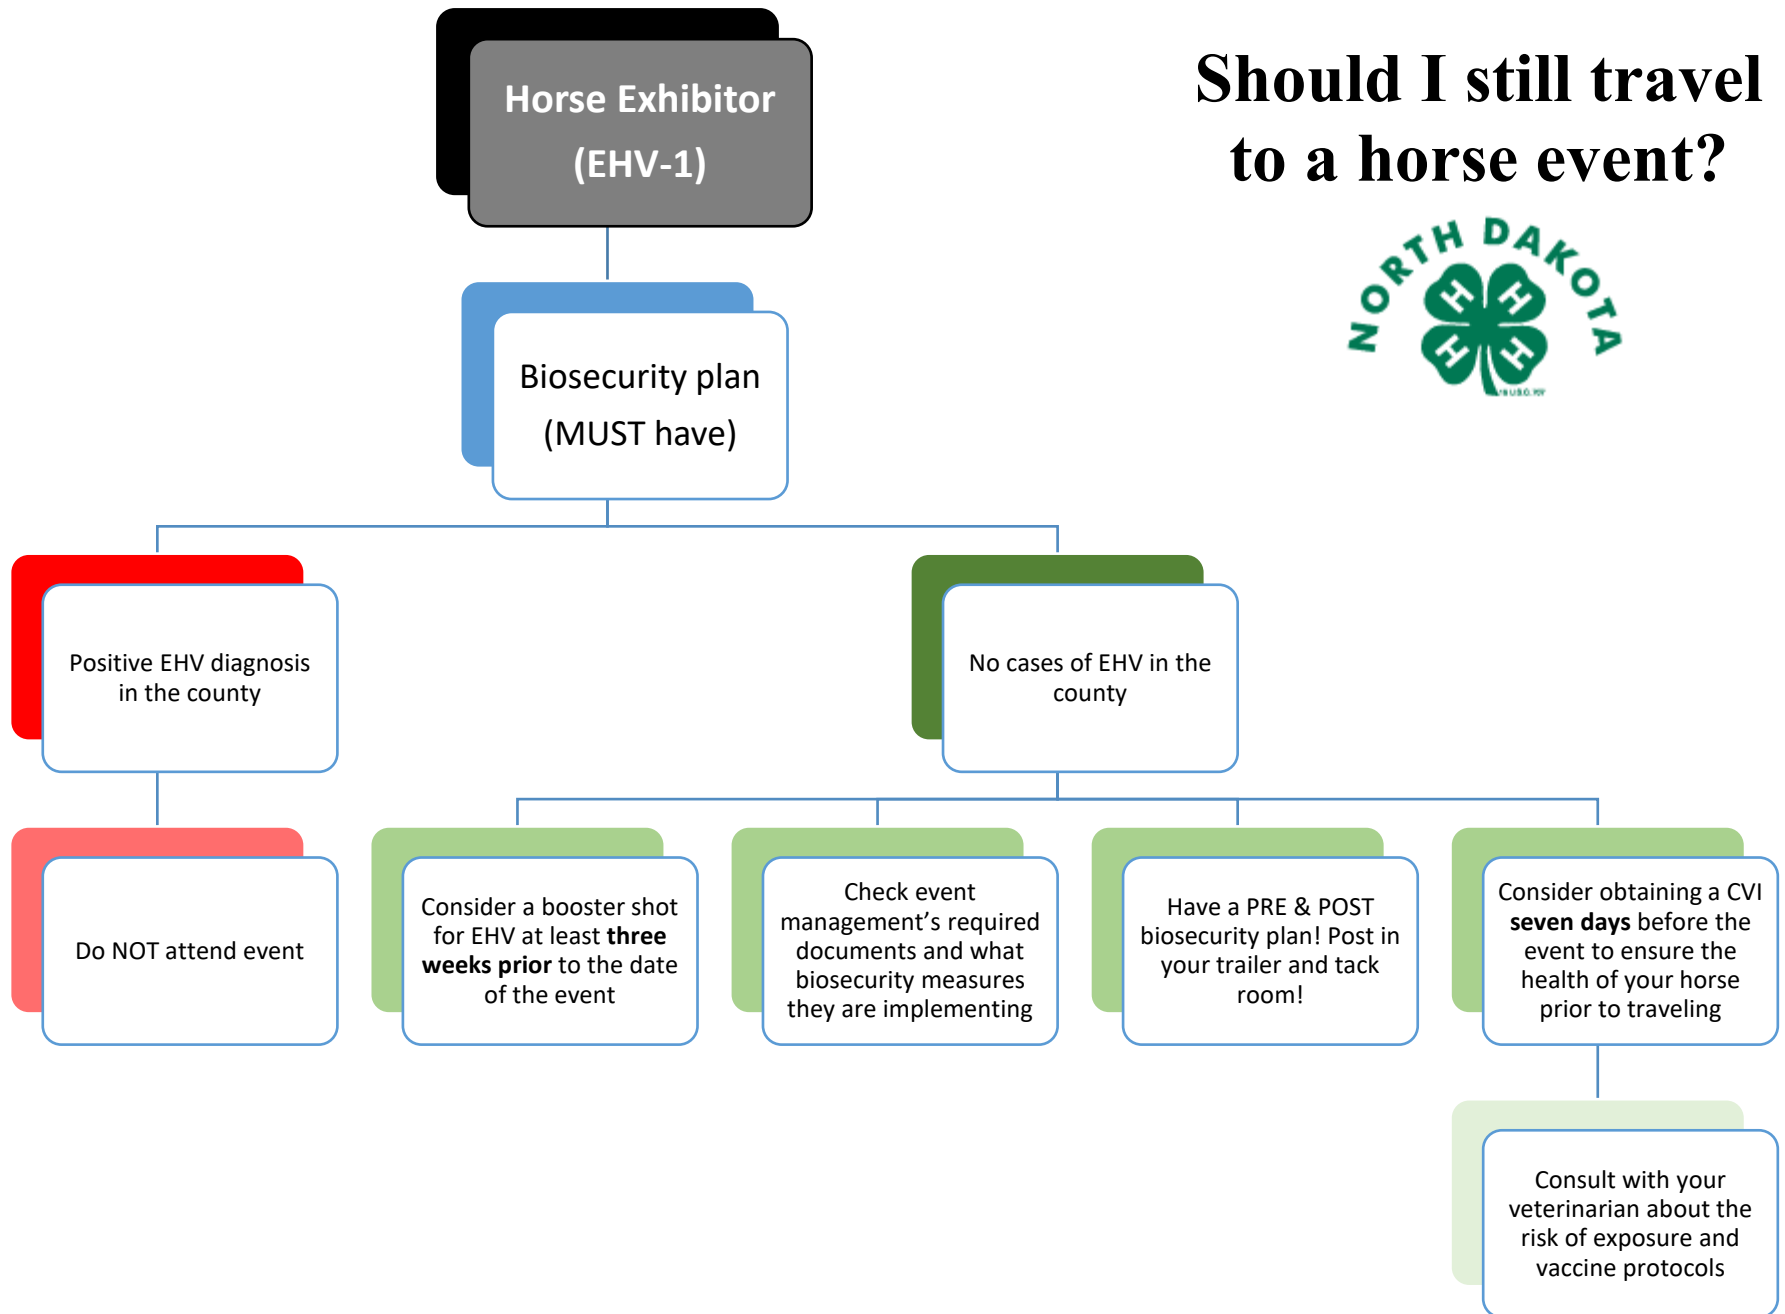 Horse Exhibitor
(EHV-1)
Should I still travel
to a horse event?
NORTH DAKOTA
H H
H H
Biosecurity plan
(MUST have)
Positive EHV diagnosis
in the county
No cases of EHV in the
county
Do NOT attend event
Consider a booster shot
for EHV at least three
weeks prior to the date
of the event
Check event
management’s required
documents and what
biosecurity measures
they are implementing
Have a PRE & POST
biosecurity plan! Post in
your trailer and tack
room!
Consider obtaining a CVI
seven days before the
event to ensure the
health of your horse
prior to traveling
Consult with your
veterinarian about the
risk of exposure and
vaccine protocols